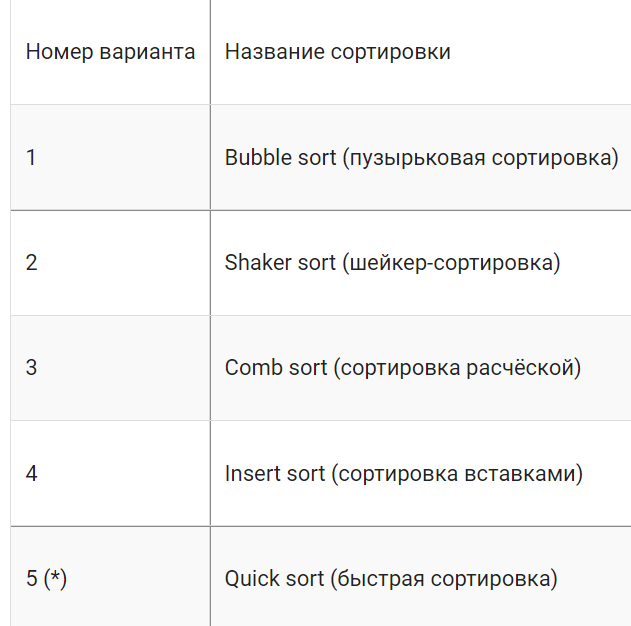 Номер варианта Название сортировки
1 Bubble sort (пузырьковая сортировка)
2 Shaker sort (шейкер-сортировка)
3 Comb sort (сортировка расчёской)
4 Insert sort (сортировка вставками)
5 (*) Quick sort (быстрая сортировка)